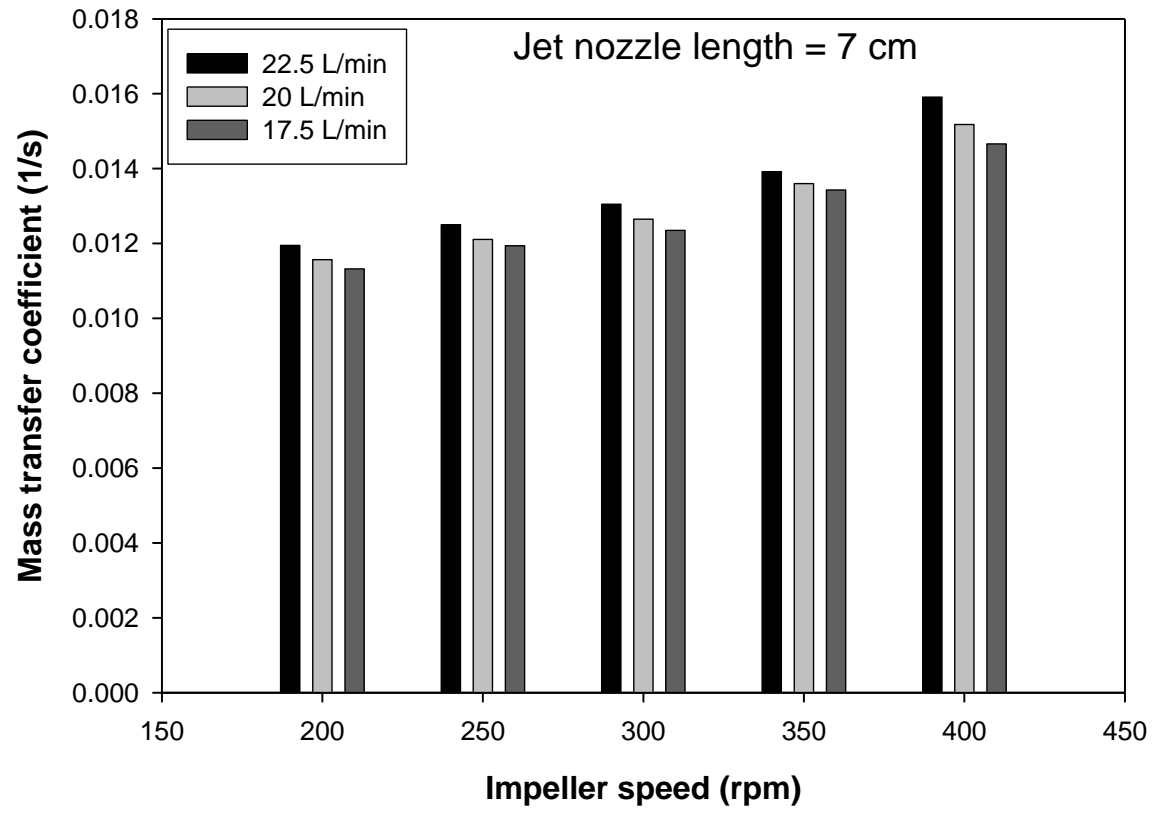 Jet nozzle length = 7 cm
22.5 L/min
20 L/min
17.5 L/min
Mass transfer coefficient (1/s)
0.018
0.016
0.014
0.012
0.010
0.008
0.006
0.004
0.002
0.000
150 200 250 300 350 400 450
Impeller speed (rpm)